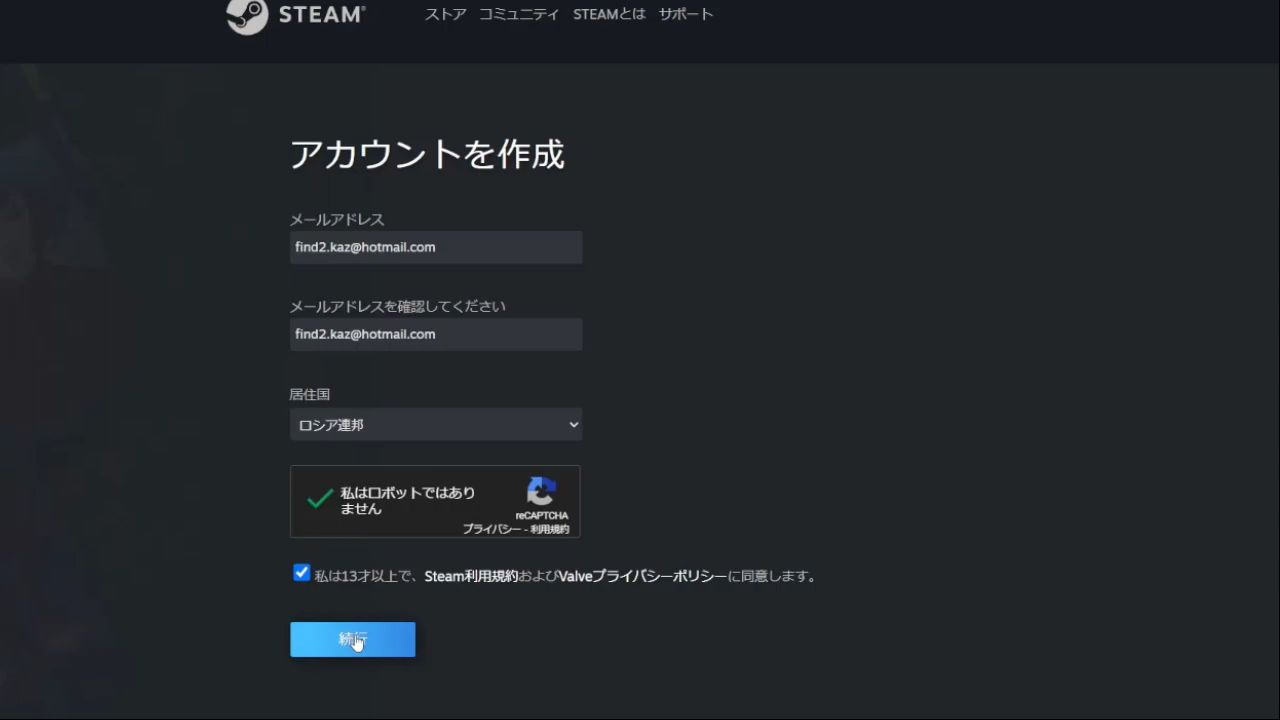 STEAM®
ストア コミュニティ STEAMとは サポート
アカウントを作成
メールアドレス
find2.kaz@hotmail.com
メールアドレスを確認してください
find2.kaz@hotmail.com
居住国
ロシア連邦
私はロボットではあり
ません
reCAPTCHA
プライバシー - 利用規約
私は13才以上で、Steam利用規約およびValveプライバシーポリシーに同意します。
続行